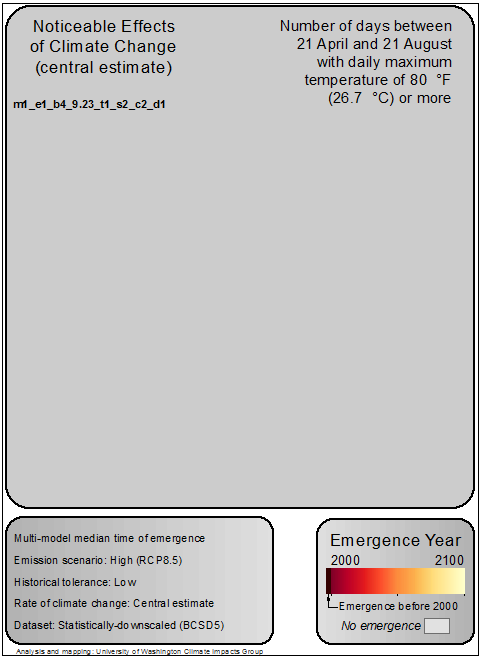 Noticeable Effects
of Climate Change
(central estimate)
Number of days between
21 April and 21 August
with daily maximum
temperature of 80 °F
(26.7 °C) or more
m1_e1_b4_9.23_t1_s2_c2_d1
Multi-model median time of emergence
Emission scenario: High (RCP8.5)
Historical tolerance: Low
Rate of climate change: Central estimate
Dataset: Statistically-downscaled (BCSD5)
Emergence Year
2000 2100
Emergence before 2000
No emergence
Analysis and mapping: University of Washington Climate Impacts Group